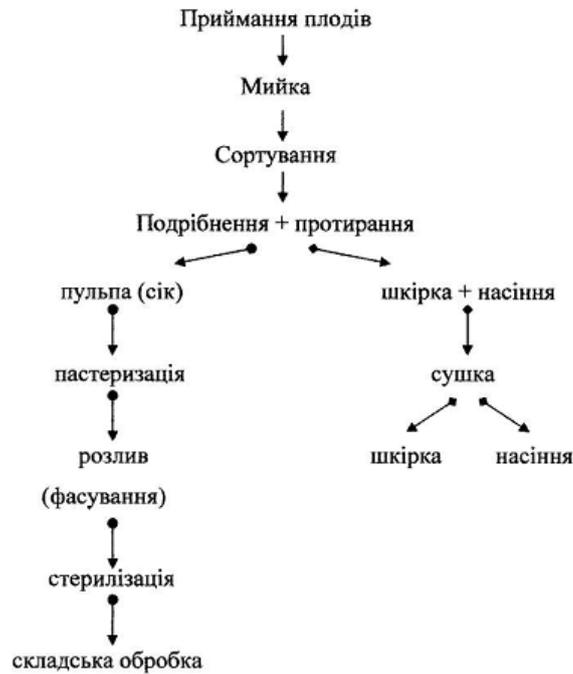 Приймання плодів
Мийка
Сортування
Подрібнення + протирання
пульпа (сік)
шкірка + насіння
пастеризація
сушка
розлив
шкірка
насіння
(фасування)
стерилізація
складська обробка